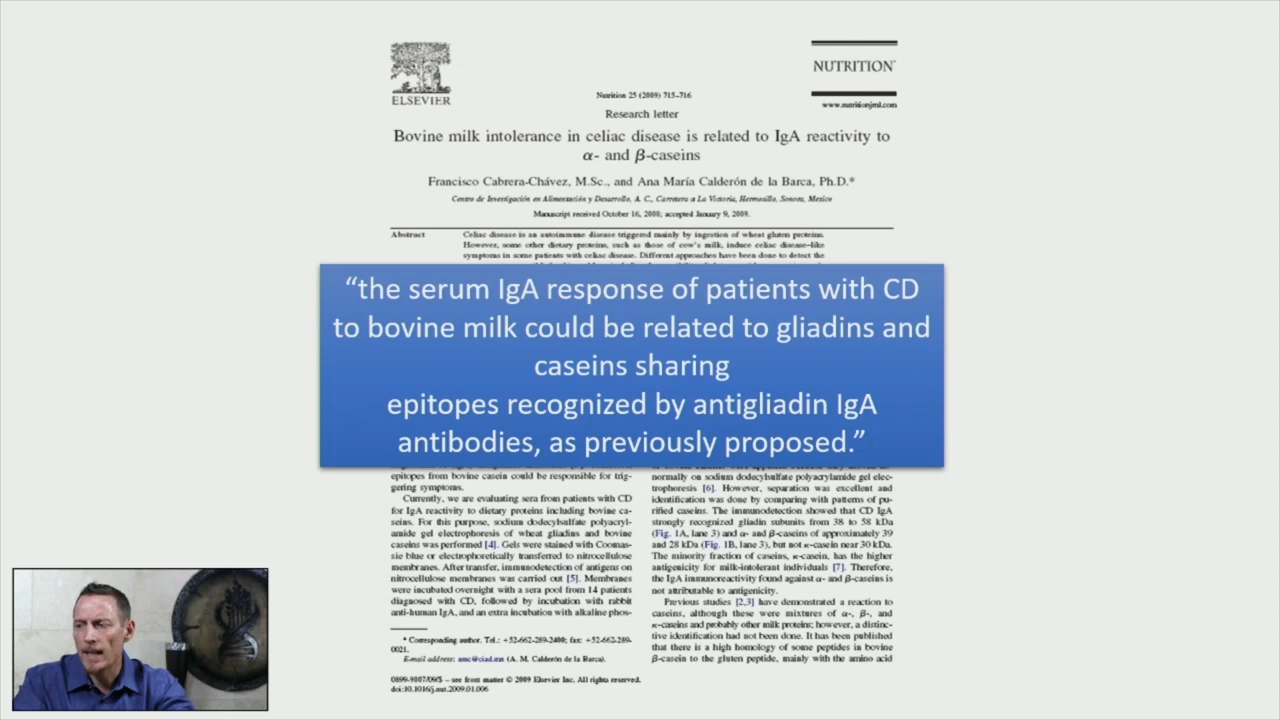 ELSEVIER
NUTRITION
www.nutritionjrnl.com
Nutrition 25 (2009) 715–716
Research letter
Bovine milk intolerance in celiac disease is related to IgA reactivity to
α- and β-caseins
Francisco Cabrera-Chávez, M.Sc., and Ana María Calderón de la Barca, Ph.D.*
Centro de Investigación en Alimentación y Desarrollo, A. C., Carretera a La Victoria, Hermosillo, Sonora, Mexico
Manuscript received October 16, 2008; accepted January 9, 2009.
Abstract
Celiac disease is an autoimmune disease triggered mainly by ingestion of wheat gluten proteins.
However, some other dietary proteins, such as those of cow's milk, induce celiac disease–like
symptoms in some patients with celiac disease. Different approaches have been done to detect the
“the serum IgA response of patients with CD
to bovine milk could be related to gliadins and
caseins sharing
epitopes recognized by antigliadin IgA
antibodies, as previously proposed.”
epitopes from bovine casein could be responsible for trig-
gering symptoms.
Currently, we are evaluating sera from patients with CD
for IgA reactivity to dietary proteins including bovine ca-
seins. For this purpose, sodium dodecylsulfate polyacryl-
amide gel electrophoresis of wheat gliadins and bovine
caseins was performed [4]. Gels were stained with Coomas-
sie blue or electrophoretically transferred to nitrocellulose
membranes. After transfer, immunodetection of antigens on
nitrocellulose membranes was carried out [5]. Membranes
were incubated overnight with a sera pool from 14 patients
diagnosed with CD, followed by incubation with rabbit
anti-human IgA, and an extra incubation with alkaline phos-
* Corresponding author. Tel.: +52-662-289-2400; fax: +52-662-289-
0021.
E-mail address: amc@ciad.mx (A. M. Calderón de la Barca).
normally on sodium dodecylsulfate polyacrylamide gel elec-
trophoresis [6]. However, separation was excellent and
identification was done by comparing with patterns of pu-
rified caseins. The immunodetection showed that CD IgA
strongly recognized gliadin subunits from 38 to 58 kDa
(Fig. 1A, lane 3) and α- and β-caseins of approximately 39
and 28 kDa (Fig. 1B, lane 3), but not κ-casein near 30 kDa.
The minority fraction of caseins, κ-casein, has the higher
antigenicity for milk-intolerant individuals [7]. Therefore,
the IgA immunoreactivity found against α- and β-caseins is
not attributable to antigenicity.
Previous studies [2,3] have demonstrated a reaction to
caseins, although these were mixtures of α-, β-, and
κ-caseins and probably other milk proteins; however, a distinc-
tive identification had not been done. It has been published
that there is a high homology of some peptides in bovine
β-casein to the gluten peptide, mainly with the amino acid
0899-9007/09/$ – see front matter © 2009 Elsevier Inc. All rights reserved.
doi:10.1016/j.nut.2009.01.006